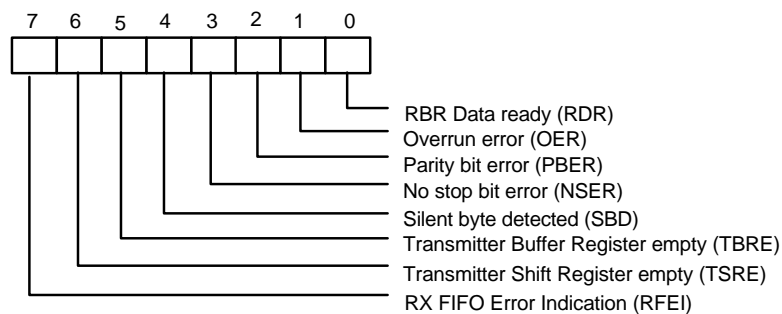 7 6 5 4 3 2 1 0
RBR Data ready (RDR)
Overrun error (OER)
Parity bit error (PBER)
No stop bit error (NSER)
Silent byte detected (SBD)
Transmitter Buffer Register empty (TBRE)
Transmitter Shift Register empty (TSRE)
RX FIFO Error Indication (RFEI)